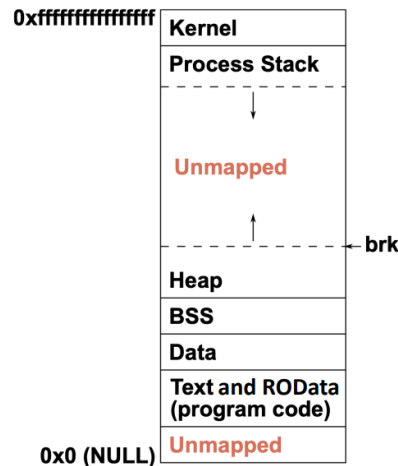 0xffffffffffffffff
Kernel
Process Stack
Unmapped
brk
Heap
BSS
Data
Text and ROData
(program code)
Unmapped
0x0 (NULL)